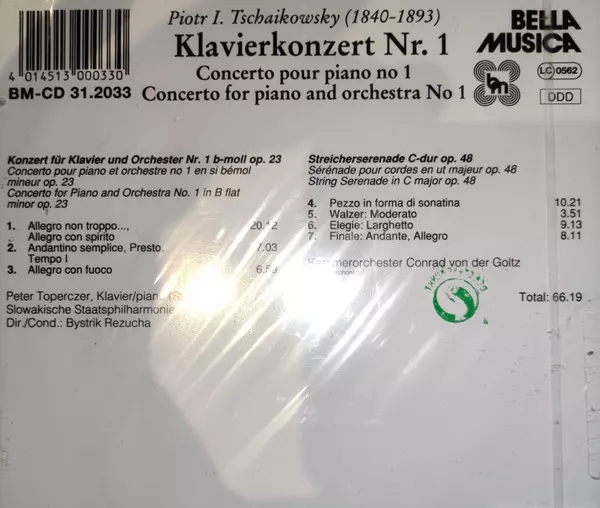 Piotr I. Tschaikowsky (1840-1893)
Klavierkonzert Nr. 1
Concerto pour piano no 1
Concerto for piano and orchestra No 1
BELLA
MUSICA
LC 0562
DDD
4 014513 000330
BM-CD 31.2033
Konzert für Klavier und Orchester Nr. 1 b-moll op. 23
Concerto pour piano et orchestre no 1 en si bémol
mineur op. 23
Concerto for Piano and Orchestra No. 1 in B flat
minor op. 23
1. Allegro non troppo..., 20.12
Allegro con spirito
2. Andantino semplice, Presto, 7.03
Tempo I
3. Allegro con fuoco
Peter Toperczer, Klavier/piano
Slowakische Staatsphilharmonie
Dir./Cond.: Bystrik Rezucha
Streicherserenade C-dur op. 48
Sérénade pour cordes en ut majeur op. 48
String Serenade in C major op. 48
4. Pezzo in forma di sonatina 10.21
5. Walzer: Moderato 3.51
6. Elegie: Larghetto 9.13
7. Finale: Andante, Allegro 8.11
Kammerorchester Conrad von der Goltz
Total: 66.19